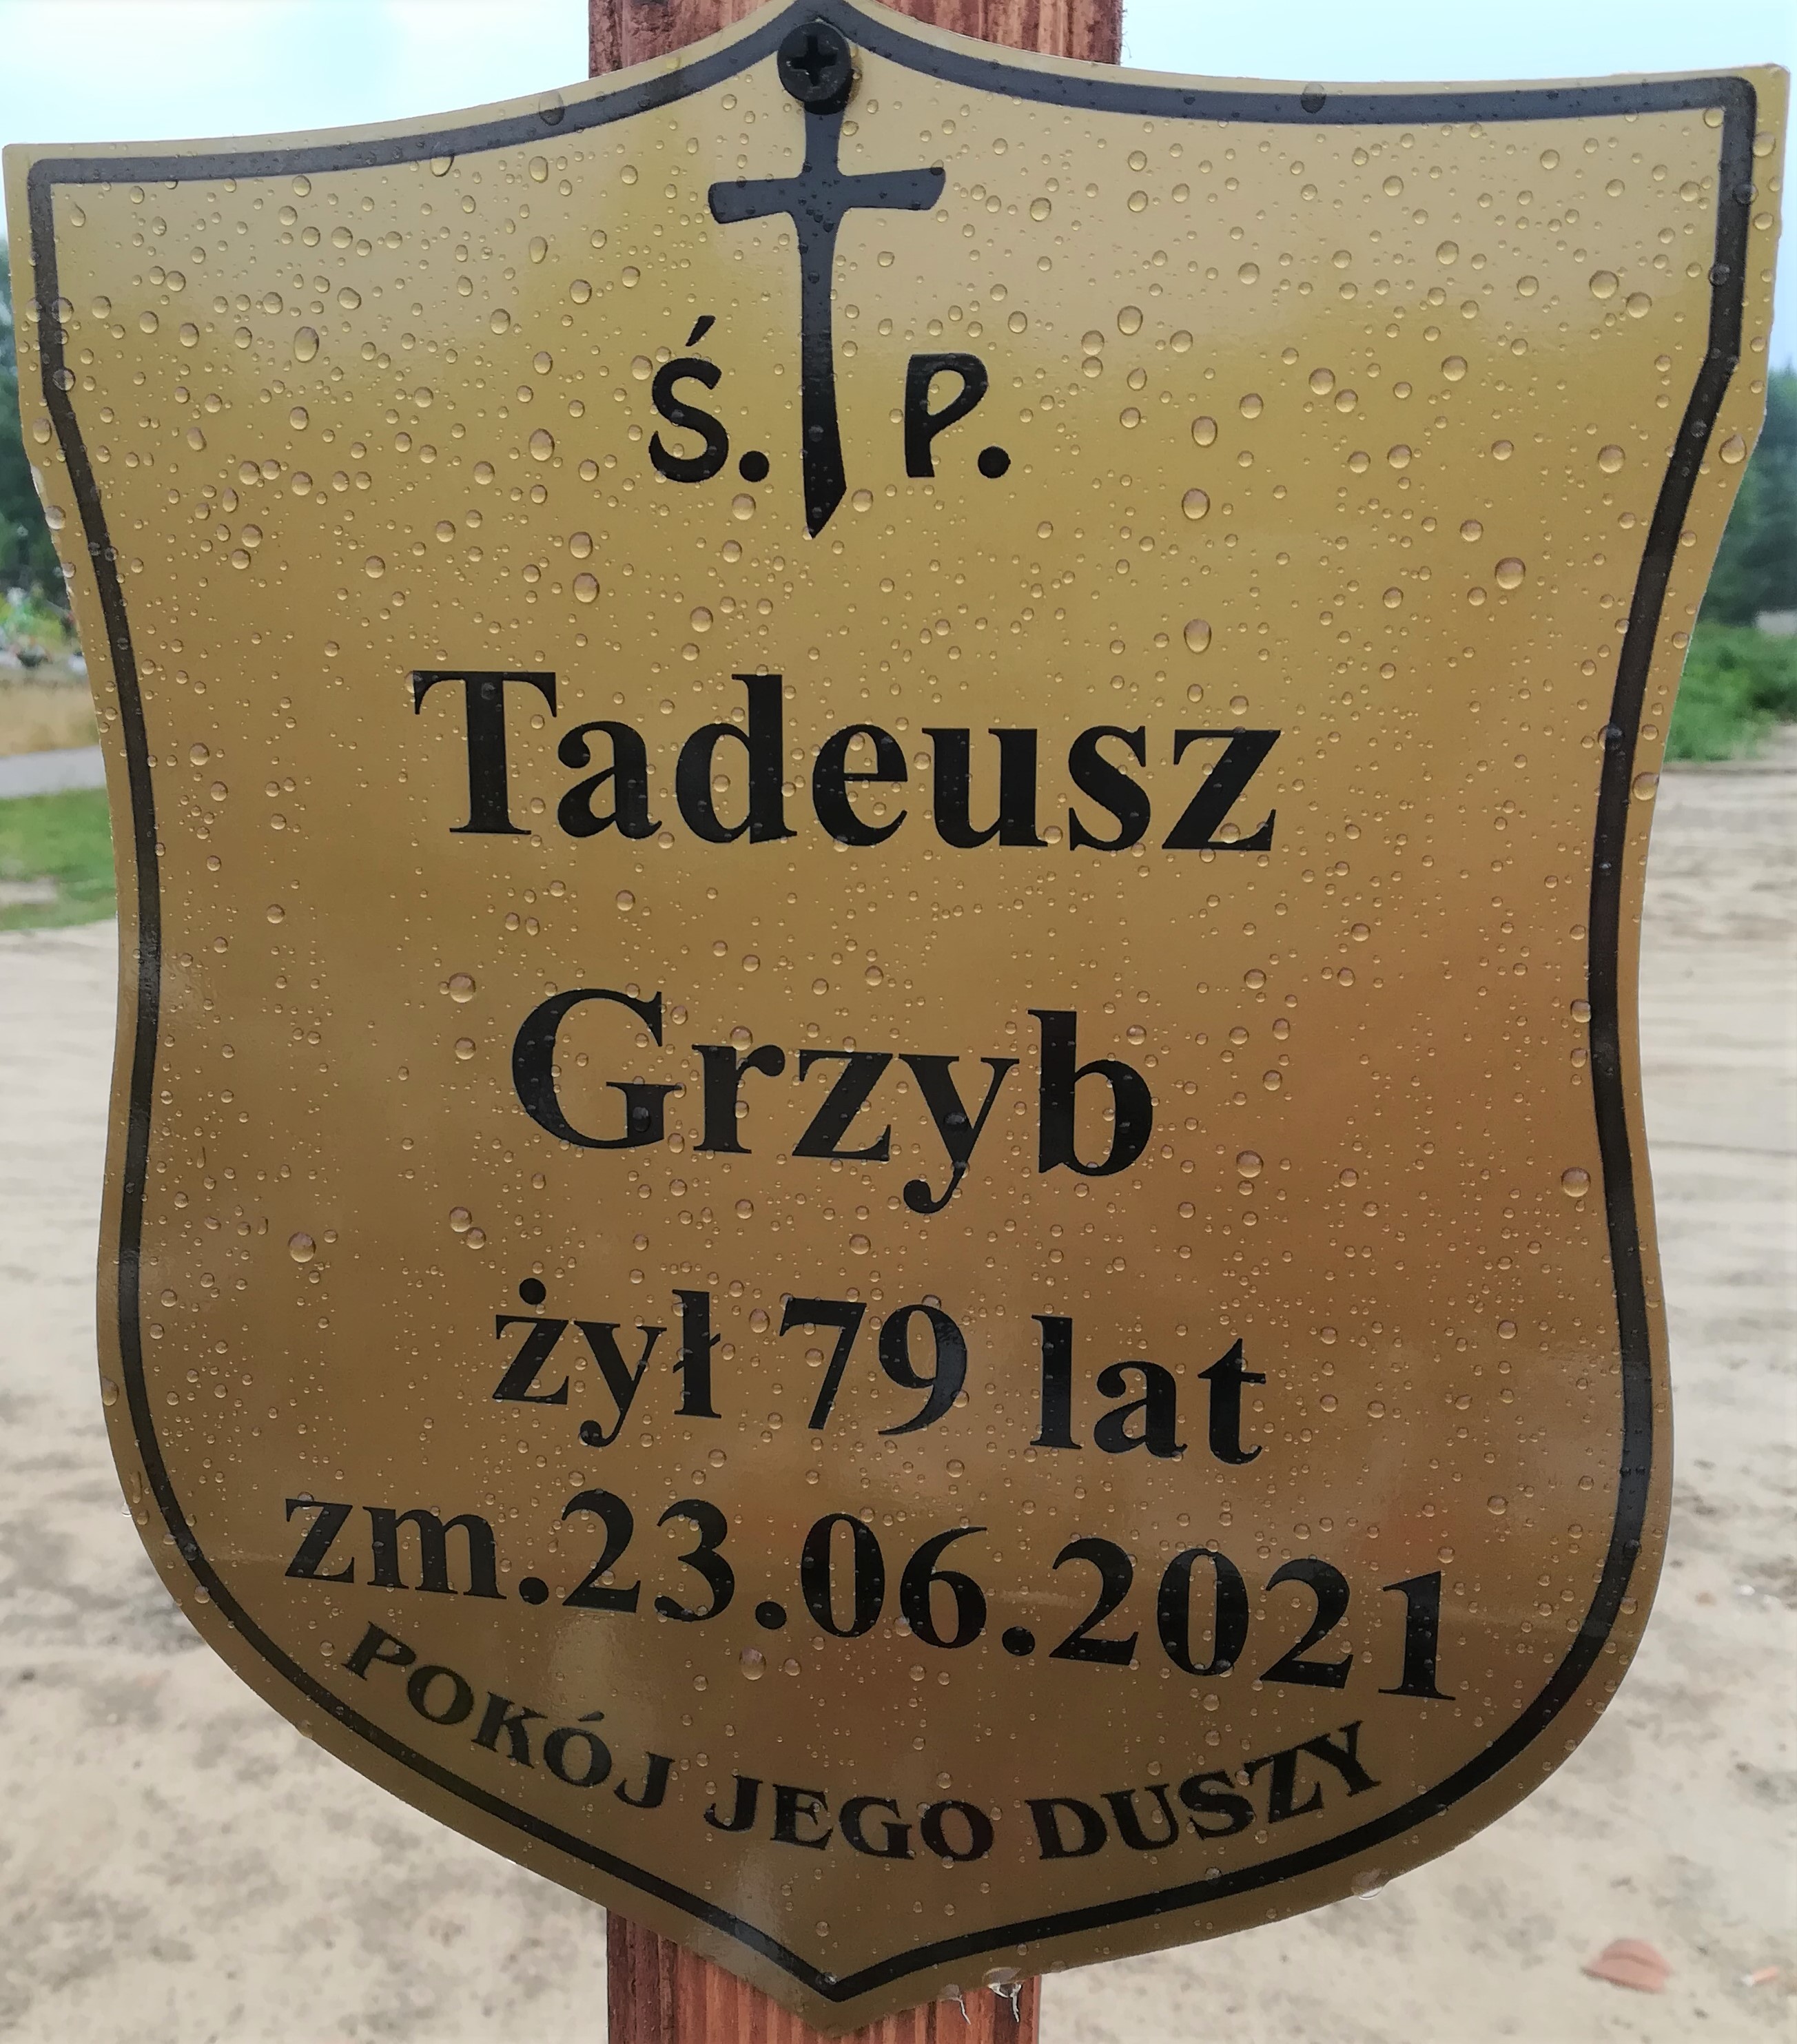 Ś. P.
Tadeusz
Grzyb
żył 79 lat
zm.23.06.2021
POKÓJ JEGO DUSZY